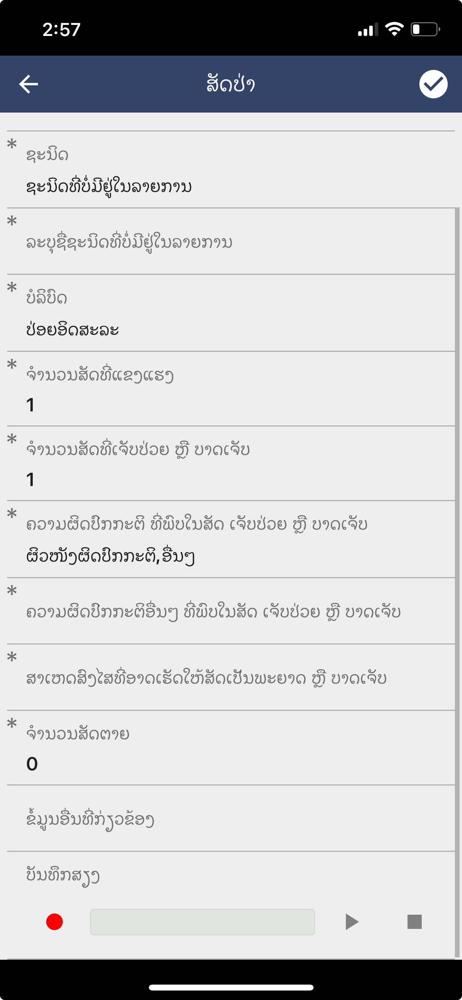 2:57
ສັດປ່າ
* ຊະນິດ
ຊະນິດທີ່ບໍ່ມີຢູ່ໃນລາຍການ
* ລະບຸຊື່ຊະນິດທີ່ບໍ່ມີຢູ່ໃນລາຍການ
* ບໍລິບົດ
ປ່ອຍອິດສະລະ
* ຈຳນວນສັດທີ່ແຂງແຮງ
1
* ຈຳນວນສັດທີ່ເຈັບປ່ວຍ ຫຼື ບາດເຈັບ
1
* ຄວາມຜິດປົກກະຕິ ທີ່ພົບໃນສັດ ເຈັບປ່ວຍ ຫຼື ບາດເຈັບ
ຜິວໜັງຜິດປົກກະຕິ,ອື່ນໆ
* ຄວາມຜິດປົກກະຕິອື່ນໆ ທີ່ພົບໃນສັດ ເຈັບປ່ວຍ ຫຼື ບາດເຈັບ
* ສາເຫດສົງໄສທີ່ອາດເຮັດໃຫ້ສັດເປັນພະຍາດ ຫຼື ບາດເຈັບ
* ຈຳນວນສັດຕາຍ
0
ຂໍ້ມູນອື່ນທີ່ກ່ຽວຂ້ອງ
ບັນທຶກສຽງ